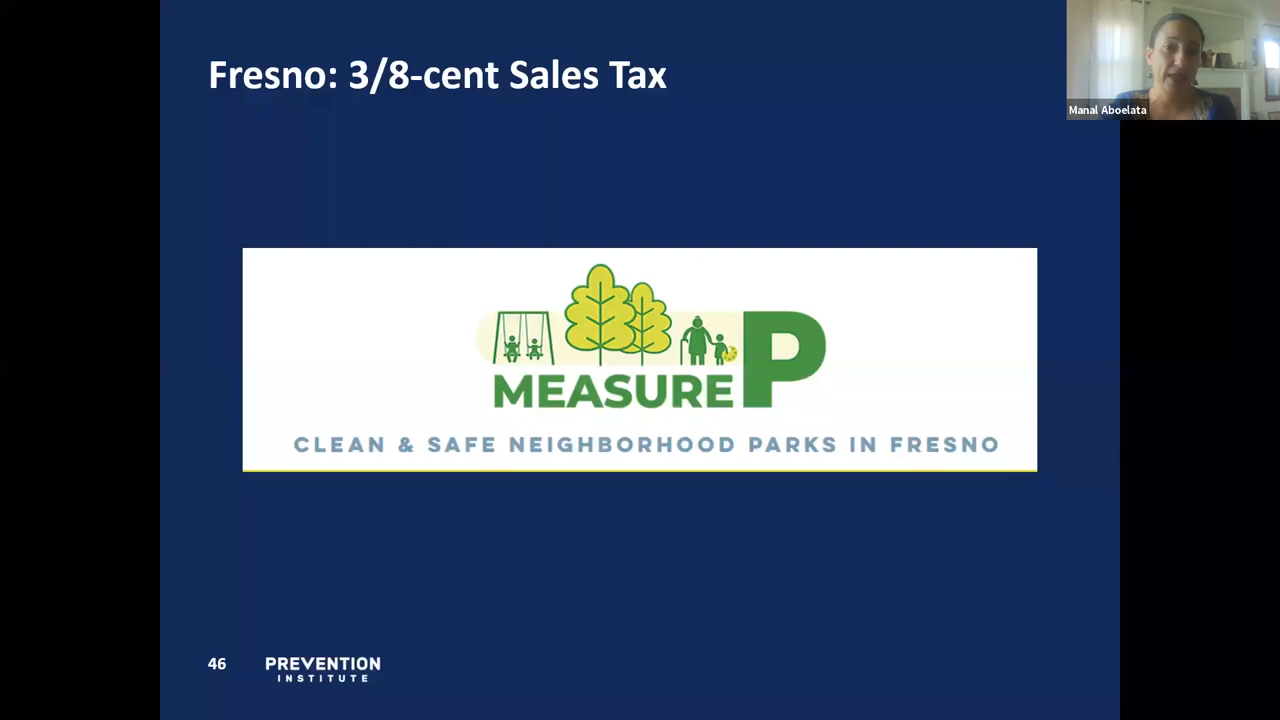 Fresno: 3/8-cent Sales Tax
Manal Aboelata
MEASURE P
CLEAN & SAFE NEIGHBORHOOD PARKS IN FRESNO
46
PREVENTION
INSTITUTE